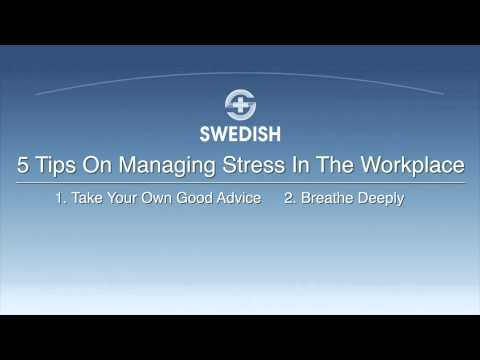 SWEDISH
5 Tips On Managing Stress In The Workplace
1. Take Your Own Good Advice 2. Breathe Deeply